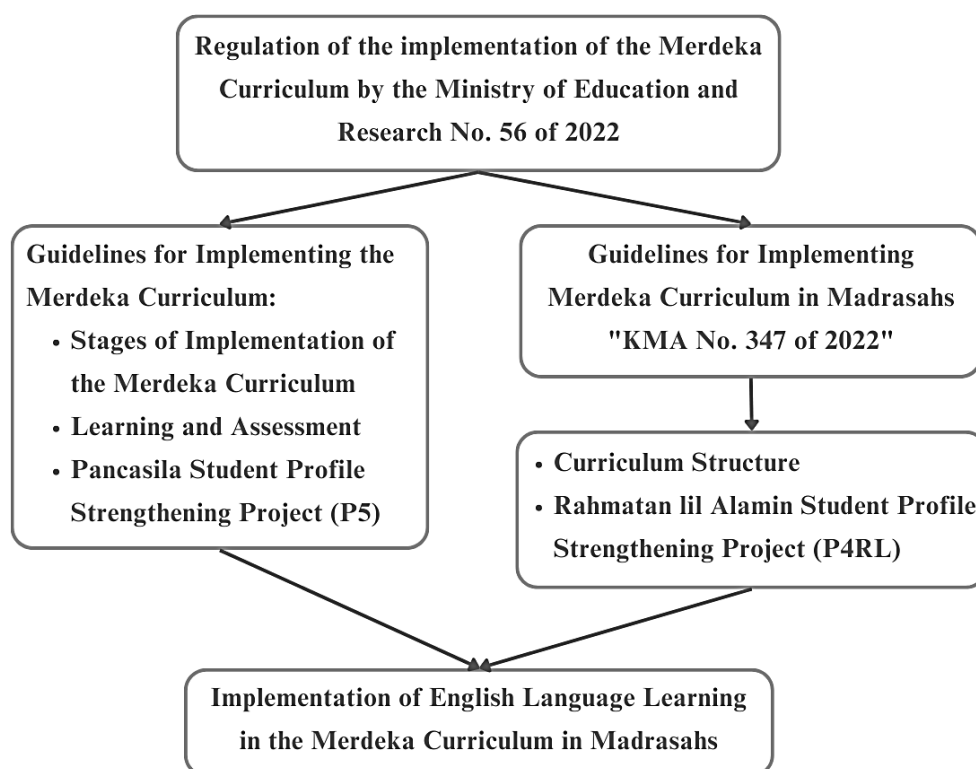 Regulation of the implementation of the Merdeka
Curriculum by the Ministry of Education and
Research No. 56 of 2022
Guidelines for Implementing the
Merdeka Curriculum:
• Stages of Implementation of
the Merdeka Curriculum
• Learning and Assessment
• Pancasila Student Profile
Strengthening Project (P5)
Guidelines for Implementing
Merdeka Curriculum in Madrasahs
"KMA No. 347 of 2022"
• Curriculum Structure
• Rahmatan lil Alamin Student Profile
Strengthening Project (P4RL)
Implementation of English Language Learning
in the Merdeka Curriculum in Madrasahs